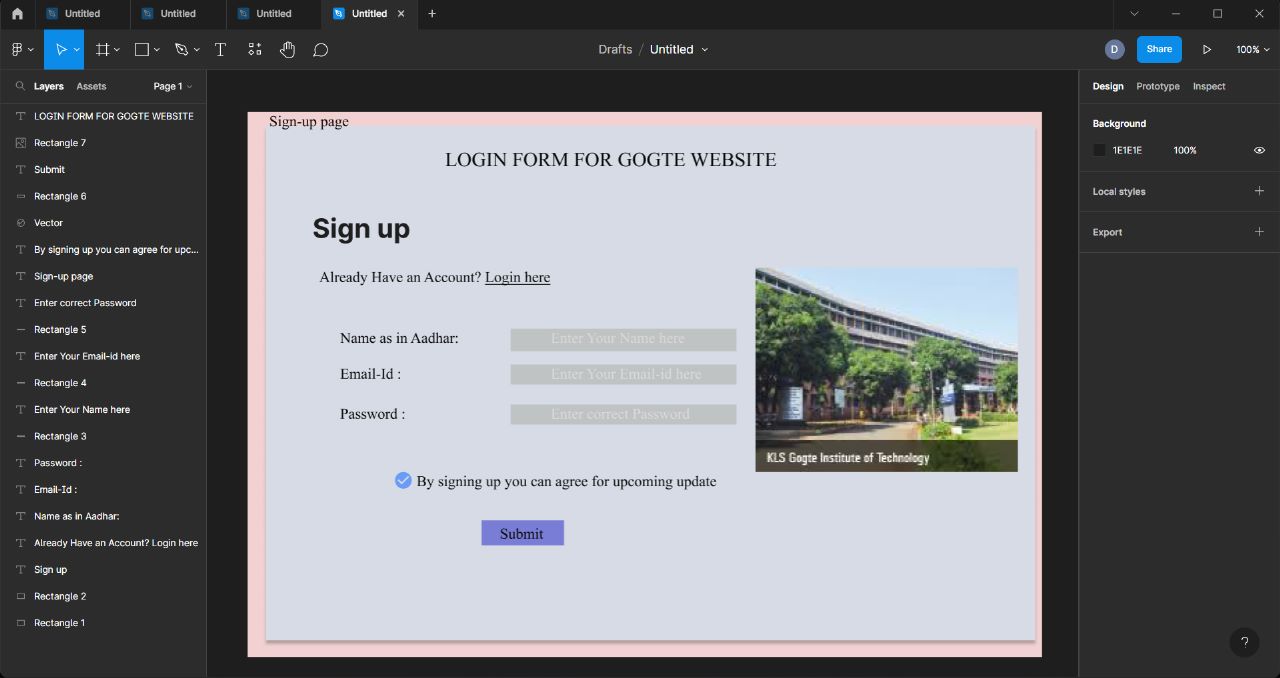 Untitled
Untitled
Untitled
Untitled
Drafts / Untitled
D
Share
100%
Layers
Assets
Page 1
LOGIN FORM FOR GOGTE WEBSITE
Rectangle 7
Submit
Rectangle 6
Vector
By signing up you can agree for upc...
Sign-up page
Enter correct Password
Rectangle 5
Enter Your Email-id here
Rectangle 4
Enter Your Name here
Rectangle 3
Password :
Email-Id :
Name as in Aadhar:
Already Have an Account? Login here
Sign up
Rectangle 2
Rectangle 1
Sign-up page
LOGIN FORM FOR GOGTE WEBSITE
Sign up
Already Have an Account? Login here
Name as in Aadhar:
Enter Your Name here
Email-Id :
Enter Your Email-id here
Password :
Enter correct Password
By signing up you can agree for upcoming update
Submit
KLS Gogte Institute of Technology
Design
Prototype
Inspect
Background
1E1E1E
100%
Local styles
Export
?